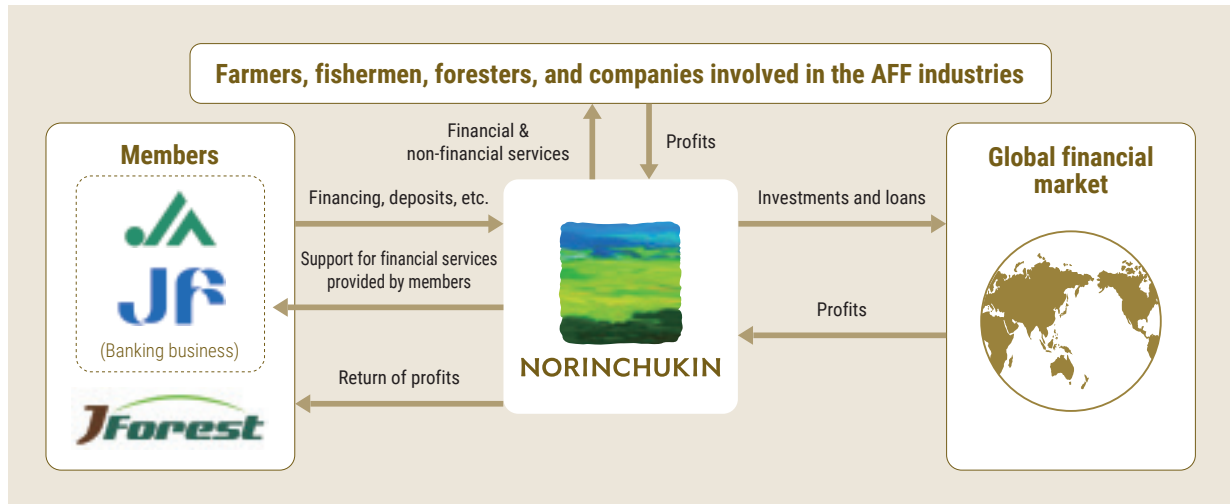 Farmers, fishermen, foresters, and companies involved in the AFF industries
Financial &
non-financial services
Profits
Members
JA
JF
(Banking business)
JForest
Financing, deposits, etc.
Support for financial services
provided by members
Return of profits
NORINCHUKIN
Investments and loans
Profits
Global financial
market